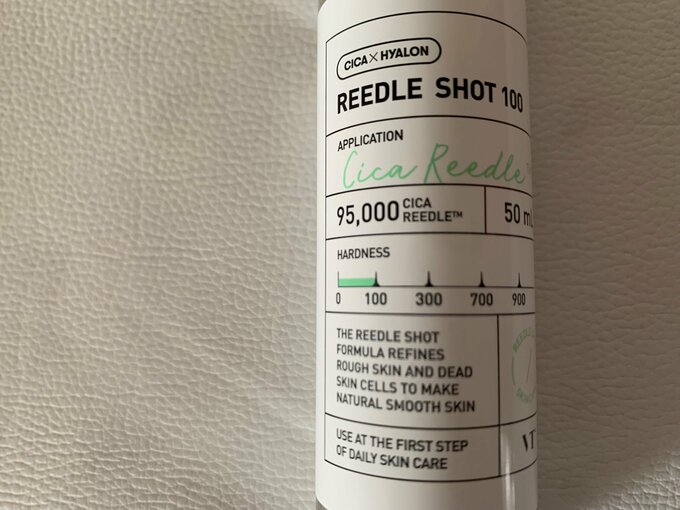 CICA×HYALON
REEDLE SHOT 100
APPLICATION
Cica Reedle
95,000 CICA REEDLE™
50
HARDNESS
0 100 300 700 900
THE REEDLE SHOT
FORMULA REFINES
ROUGH SKIN AND DEAD
SKIN CELLS TO MAKE
NATURAL SMOOTH SKIN
USE AT THE FIRST STEP
OF DAILY SKIN CARE
VT